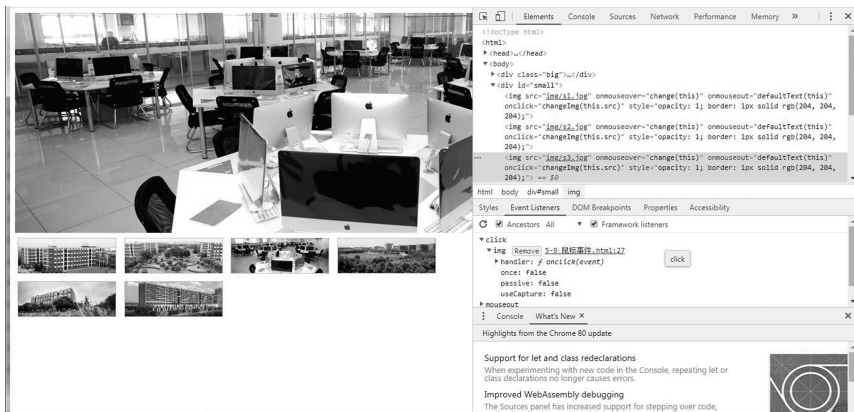 Elements Console Sources Network Performance Memory »
<!doctype html>
<html>
<head>…</head>
<body>
<div class="big">…</div>
<div id="small">
<img src="img/s1.jpg" onmouseover="change(this)" onmouseout="defaultText(this)"
onclick="changeImg(this.src)" style="opacity: 1; border: 1px solid rgb(204, 204,
204);">
<img src="img/s2.jpg" onmouseover="change(this)" onmouseout="defaultText(this)"
onclick="changeImg(this.src)" style="opacity: 1; border: 1px solid rgb(204, 204,
204);">
… <img src="img/s3.jpg" onmouseover="change(this)" onmouseout="defaultText(this)"
onclick="changeImg(this.src)" style="opacity: 1; border: 1px solid rgb(204, 204,
204);"> == $0
html body div#small img
Styles Event Listeners DOM Breakpoints Properties Accessibility
Ancestors All Framework listeners
click
img Remove 5-9 鼠标事件.html:27
handler: ƒ onclick(event)
click
once: false
passive: false
useCapture: false
mouseout
Console What's New ×
Highlights from the Chrome 80 update
Support for let and class redeclarations
When experimenting with new code in the Console, repeating let or
class declarations no longer causes errors.
Improved WebAssembly debugging
The Sources panel has increased support for stepping over code,